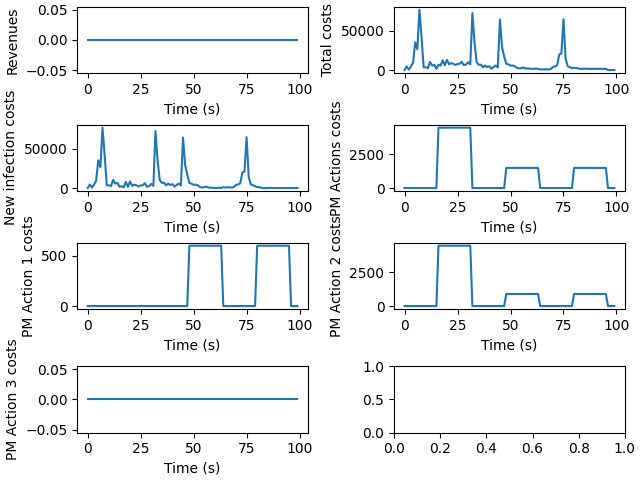 Revenues
0.05
0.00
−0.05
0 25 50 75 100
Time (s)
Total costs
50000
0
0 25 50 75 100
Time (s)
New infection costs
50000
0
0 25 50 75 100
Time (s)
PM Actions costs
2500
0
0 25 50 75 100
Time (s)
PM Action 1 costs
500
0
0 25 50 75 100
Time (s)
PM Action 2 costs
2500
0
0 25 50 75 100
Time (s)
PM Action 3 costs
0.05
0.00
−0.05
0 25 50 75 100
Time (s)
1.0
0.5
0.0
0.0 0.2 0.4 0.6 0.8 1.0